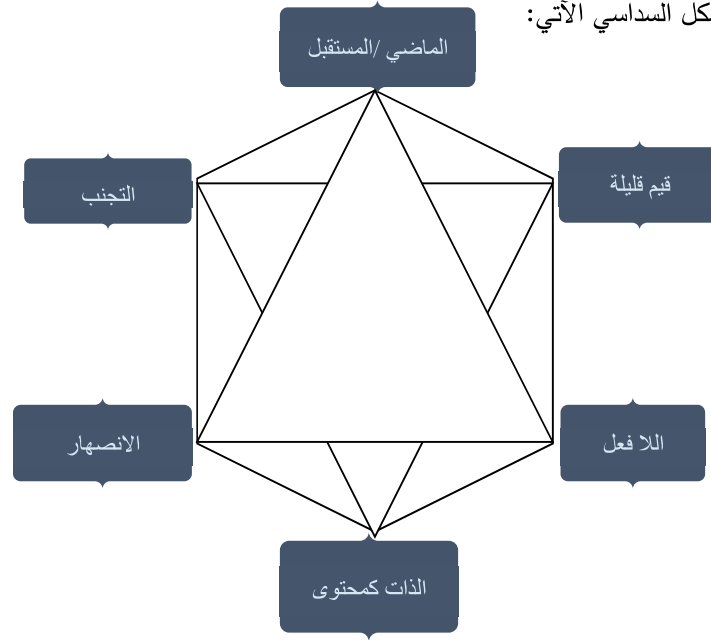 كل السداسي الآتي:
الماضي /المستقبل
قيم قليلة
التجنب
اللا فعل
الانصهار
الذات كمحتوى